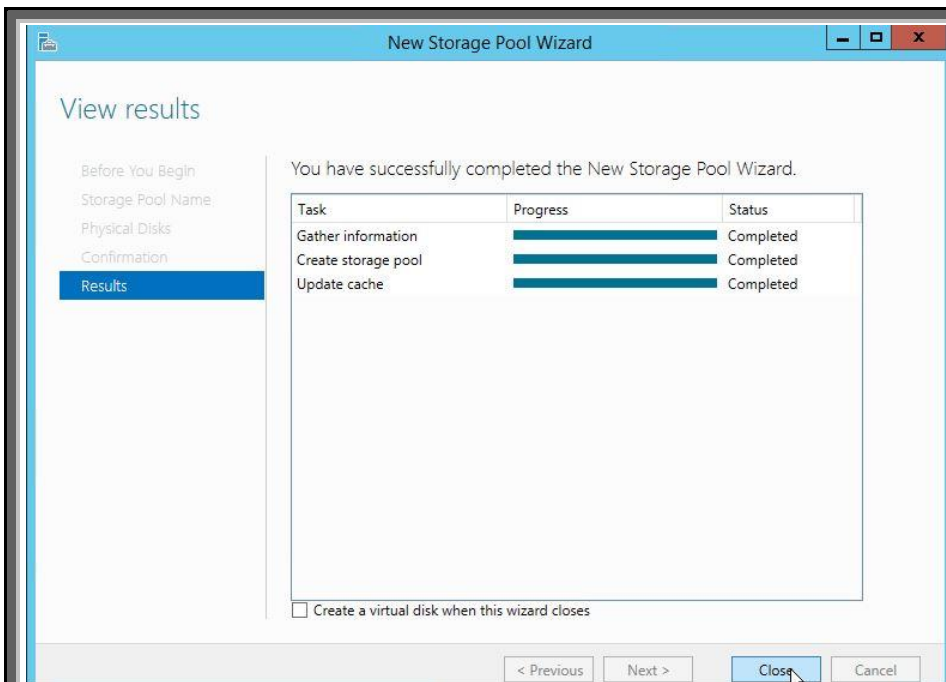 New Storage Pool Wizard
View results
Before You Begin
Storage Pool Name
Physical Disks
Confirmation
Results
You have successfully completed the New Storage Pool Wizard.
Task Progress Status
Gather information Completed
Create storage pool Completed
Update cache Completed
Create a virtual disk when this wizard closes
< Previous Next > Close Cancel